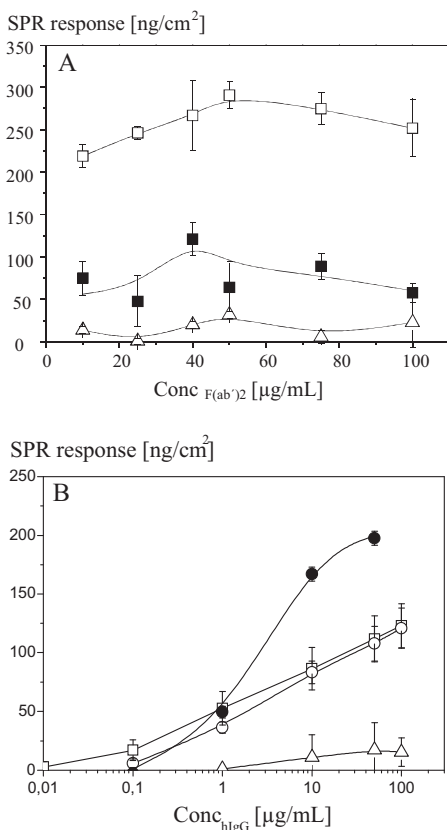 SPR response [ng/cm²]
A
350
300
250
200
150
100
50
0
0 20 40 60 80 100
Conc F(ab´)2 [µg/mL]
SPR response [ng/cm²]
B
250
200
150
100
50
0
0,01 0,1 1 10 100
Conc hIgG [µg/mL]